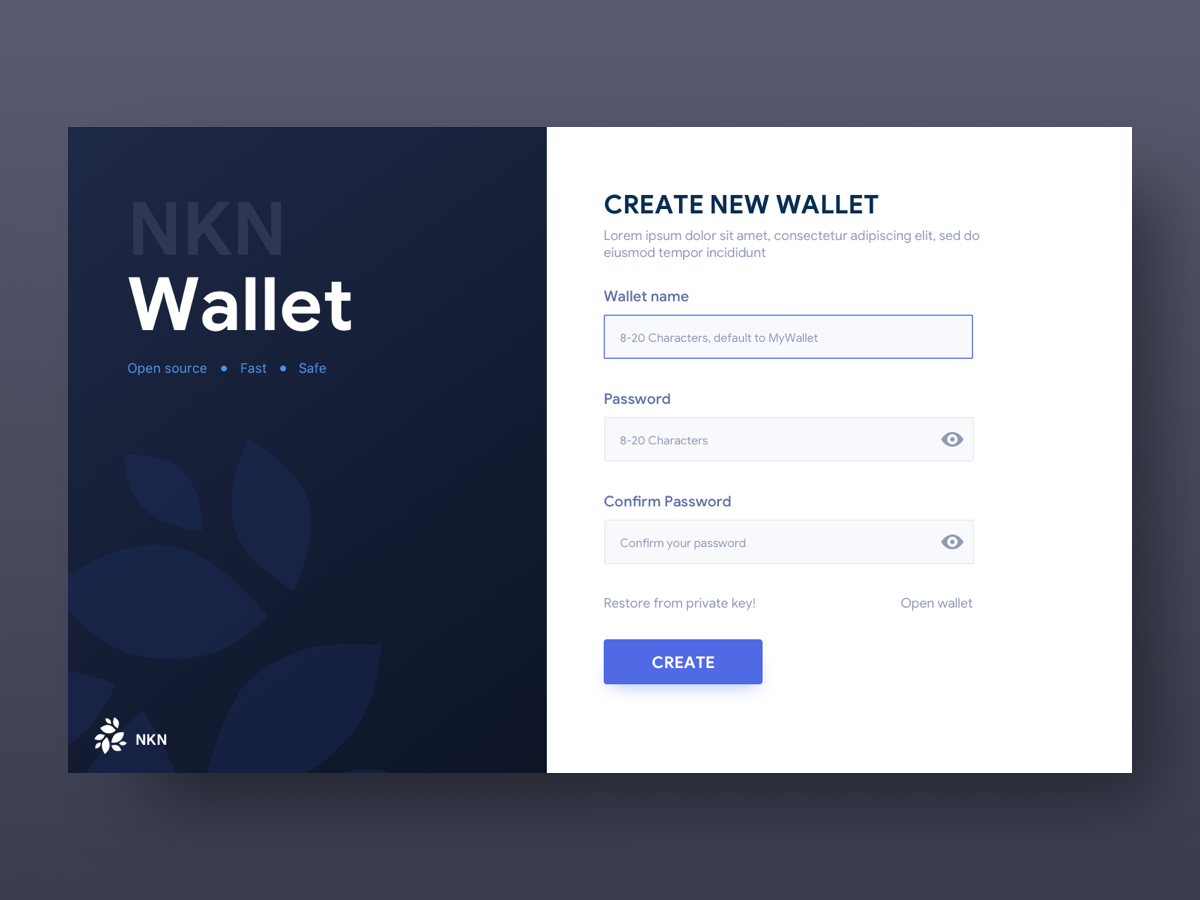 NKN
Wallet
Open source • Fast • Safe
NKN
CREATE NEW WALLET
Lorem ipsum dolor sit amet, consectetur adipiscing elit, sed do
eiusmod tempor incididunt
Wallet name
8-20 Characters, default to MyWallet
Password
8-20 Characters
Confirm Password
Confirm your password
Restore from private key! Open wallet
CREATE